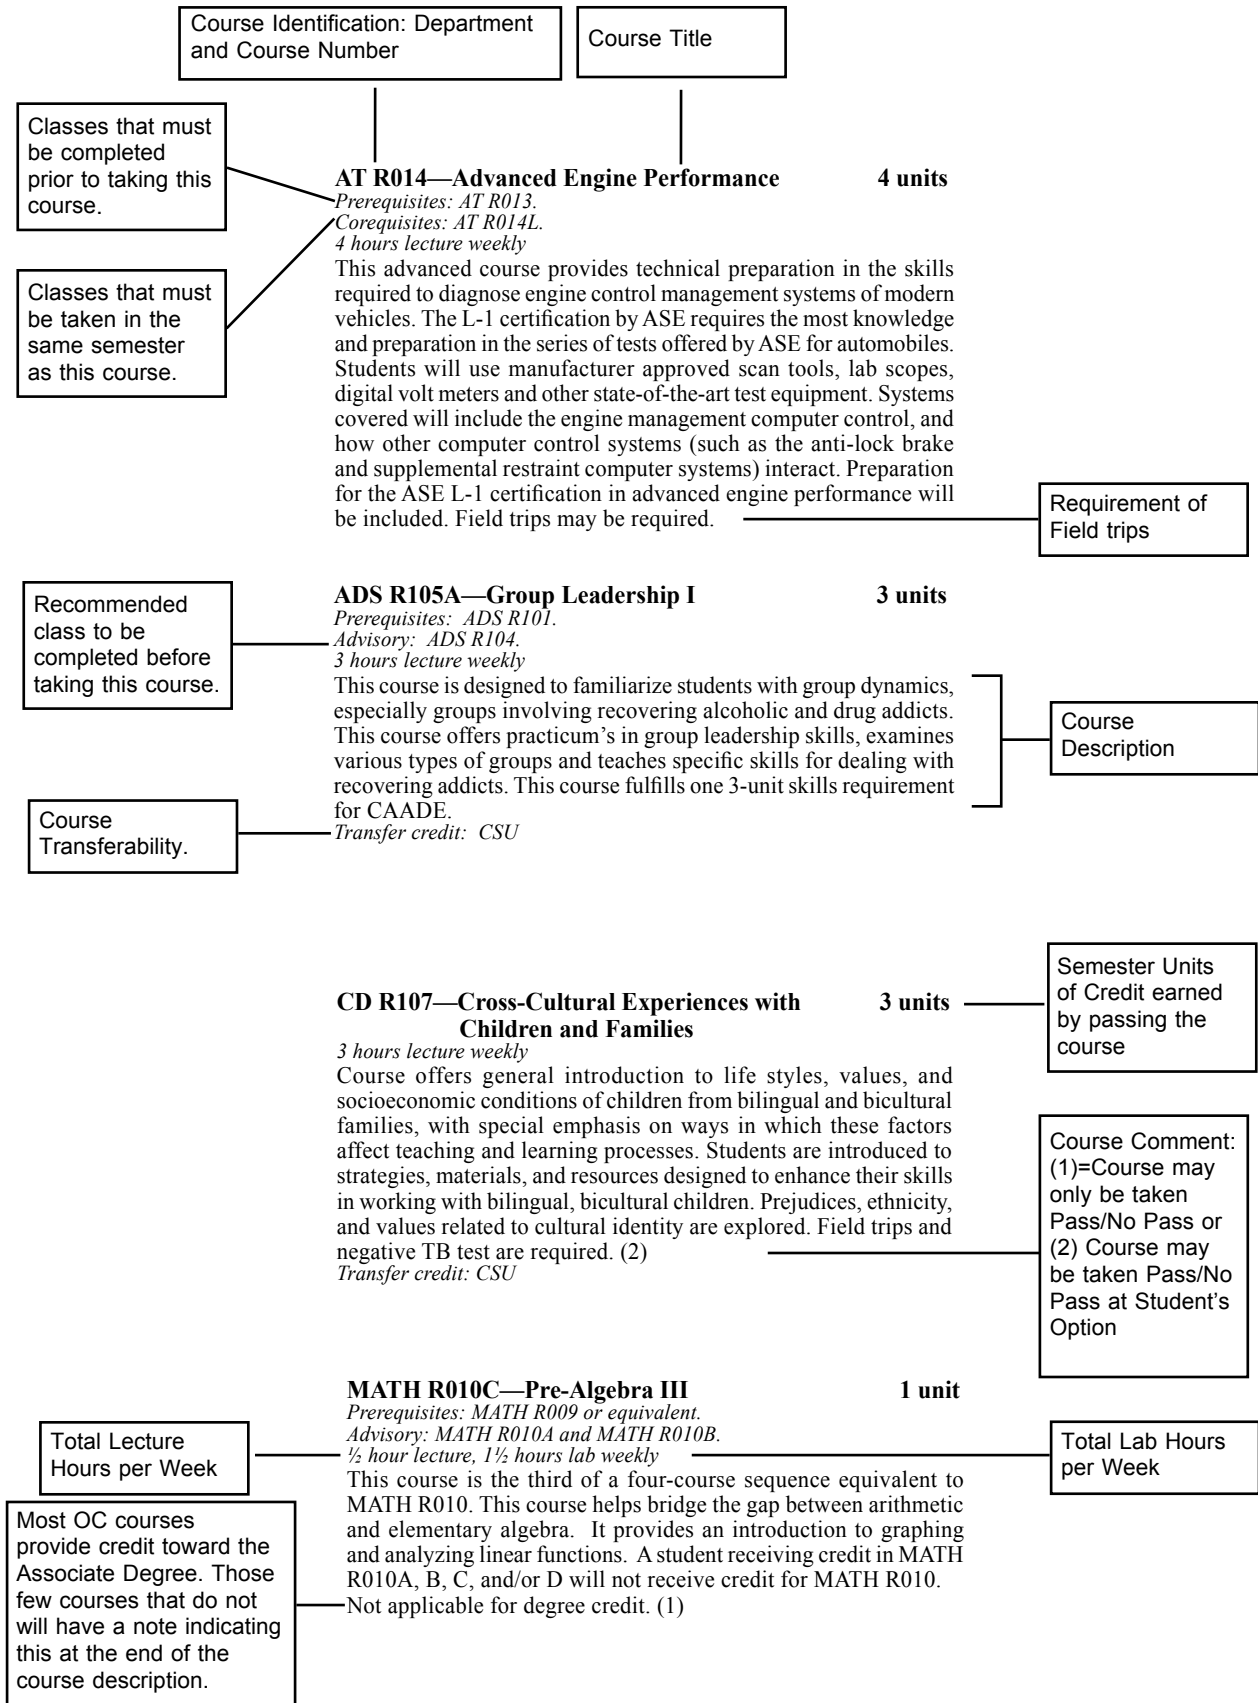 Course Identification: Department
and Course Number
Course Title
Classes that must
be completed
prior to taking this
course.
Classes that must
be taken in the
same semester
as this course.
AT R014—Advanced Engine Performance 4 units
Prerequisites: AT R013.
Corequisites: AT R014L.
4 hours lecture weekly
This advanced course provides technical preparation in the skills
required to diagnose engine control management systems of modern
vehicles. The L-1 certification by ASE requires the most knowledge
and preparation in the series of tests offered by ASE for automobiles.
Students will use manufacturer approved scan tools, lab scopes,
digital volt meters and other state-of-the-art test equipment. Systems
covered will include the engine management computer control, and
how other computer control systems (such as the anti-lock brake
and supplemental restraint computer systems) interact. Preparation
for the ASE L-1 certification in advanced engine performance will
be included. Field trips may be required.
Requirement of
Field trips
Recommended
class to be
completed before
taking this course.
ADS R105A—Group Leadership I 3 units
Prerequisites: ADS R101.
Advisory: ADS R104.
3 hours lecture weekly
This course is designed to familiarize students with group dynamics,
especially groups involving recovering alcoholic and drug addicts.
This course offers practicum's in group leadership skills, examines
various types of groups and teaches specific skills for dealing with
recovering addicts. This course fulfills one 3-unit skills requirement
for CAADE.
Transfer credit: CSU
Course
Description
Course
Transferability.
CD R107—Cross-Cultural Experiences with 3 units
Children and Families
3 hours lecture weekly
Course offers general introduction to life styles, values, and
socioeconomic conditions of children from bilingual and bicultural
families, with special emphasis on ways in which these factors
affect teaching and learning processes. Students are introduced to
strategies, materials, and resources designed to enhance their skills
in working with bilingual, bicultural children. Prejudices, ethnicity,
and values related to cultural identity are explored. Field trips and
negative TB test are required. (2)
Transfer credit: CSU
Semester Units
of Credit earned
by passing the
course
Course Comment:
(1)=Course may
only be taken
Pass/No Pass or
(2) Course may
be taken Pass/No
Pass at Student's
Option
MATH R010C—Pre-Algebra III 1 unit
Prerequisites: MATH R009 or equivalent.
Advisory: MATH R010A and MATH R010B.
½ hour lecture, 1½ hours lab weekly
This course is the third of a four-course sequence equivalent to
MATH R010. This course helps bridge the gap between arithmetic
and elementary algebra. It provides an introduction to graphing
and analyzing linear functions. A student receiving credit in MATH
R010A, B, C, and/or D will not receive credit for MATH R010.
Not applicable for degree credit. (1)
Total Lecture
Hours per Week
Total Lab Hours
per Week
Most OC courses
provide credit toward the
Associate Degree. Those
few courses that do not
will have a note indicating
this at the end of the
course description.